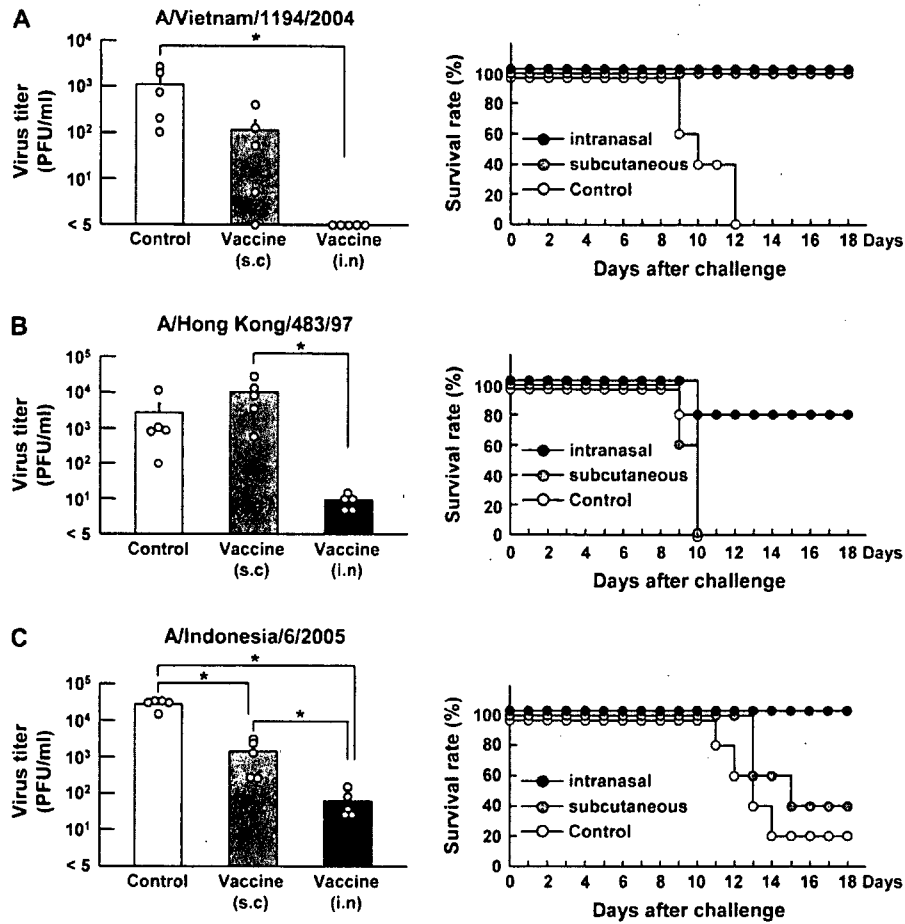 A
A/Vietnam/1194/2004
Virus titer
(PFU/ml)
10⁴
10³
10²
10¹
< 5
*
Control
Vaccine
(s.c)
Vaccine
(i.n)
Survival rate (%)
100
80
60
40
20
0
intranasal
subcutaneous
Control
0 2 4 6 8 10 12 14 16 18 Days
Days after challenge
B
A/Hong Kong/483/97
Virus titer
(PFU/ml)
10⁵
10⁴
10³
10²
10¹
< 5
*
Control
Vaccine
(s.c)
Vaccine
(i.n)
Survival rate (%)
100
80
60
40
20
0
intranasal
subcutaneous
Control
0 2 4 6 8 10 12 14 16 18 Days
Days after challenge
C
A/Indonesia/6/2005
Virus titer
(PFU/ml)
10⁵
10⁴
10³
10²
10¹
< 5
*
*
*
Control
Vaccine
(s.c)
Vaccine
(i.n)
Survival rate (%)
100
80
60
40
20
0
intranasal
subcutaneous
Control
0 2 4 6 8 10 12 14 16 18 Days
Days after challenge